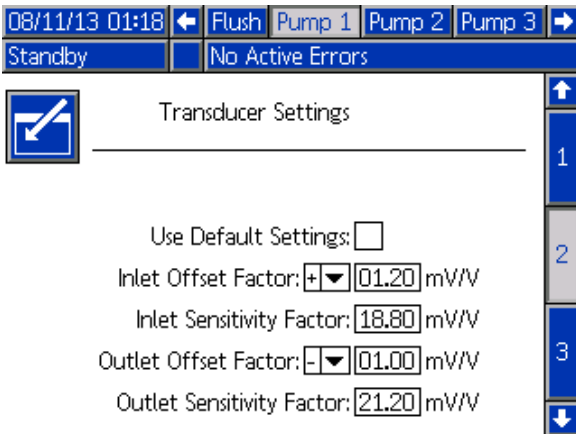 08/11/13 01:18 Flush Pump 1 Pump 2 Pump 3
Standby No Active Errors
Transducer Settings
1
Use Default Settings:
2
Inlet Offset Factor: + 01.20 mV/V
Inlet Sensitivity Factor: 18.80 mV/V
3
Outlet Offset Factor: - 01.00 mV/V
Outlet Sensitivity Factor: 21.20 mV/V